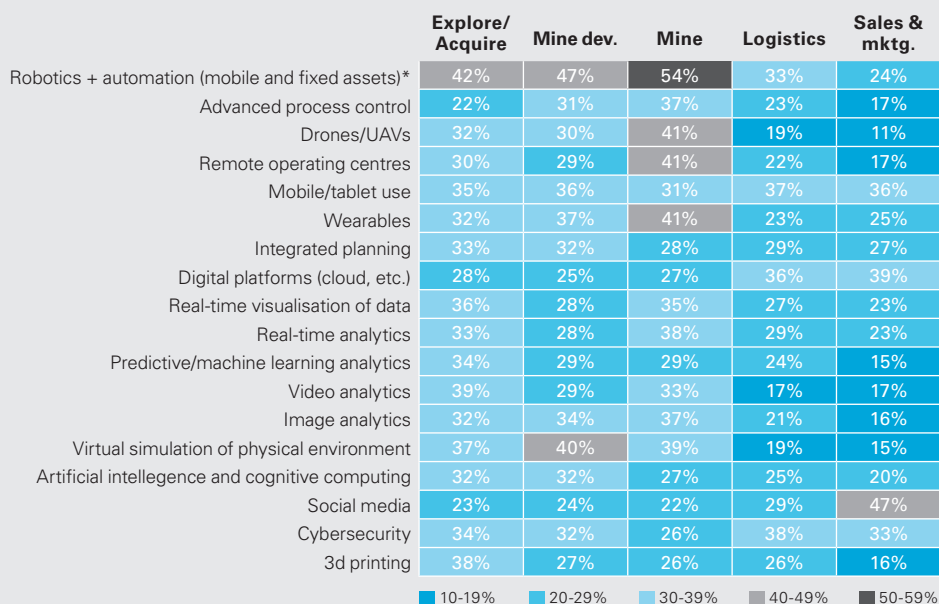 Explore/ Acquire Mine dev. Mine Logistics Sales & mktg.
Robotics + automation (mobile and fixed assets)* 42% 47% 54% 33% 24%
Advanced process control 22% 31% 37% 23% 17%
Drones/UAVs 32% 30% 41% 19% 11%
Remote operating centres 30% 29% 41% 22% 17%
Mobile/tablet use 35% 36% 31% 37% 36%
Wearables 32% 37% 41% 23% 25%
Integrated planning 33% 32% 28% 29% 27%
Digital platforms (cloud, etc.) 28% 25% 27% 36% 39%
Real-time visualisation of data 36% 28% 35% 27% 23%
Real-time analytics 33% 28% 38% 29% 23%
Predictive/machine learning analytics 34% 29% 29% 24% 15%
Video analytics 39% 29% 33% 17% 17%
Image analytics 32% 34% 37% 21% 16%
Virtual simulation of physical environment 37% 40% 39% 19% 15%
Artificial intellegence and cognitive computing 32% 32% 27% 25% 20%
Social media 23% 24% 22% 29% 47%
Cybersecurity 34% 32% 26% 38% 33%
3d printing 38% 27% 26% 26% 16%
10-19% 20-29% 30-39% 40-49% 50-59%